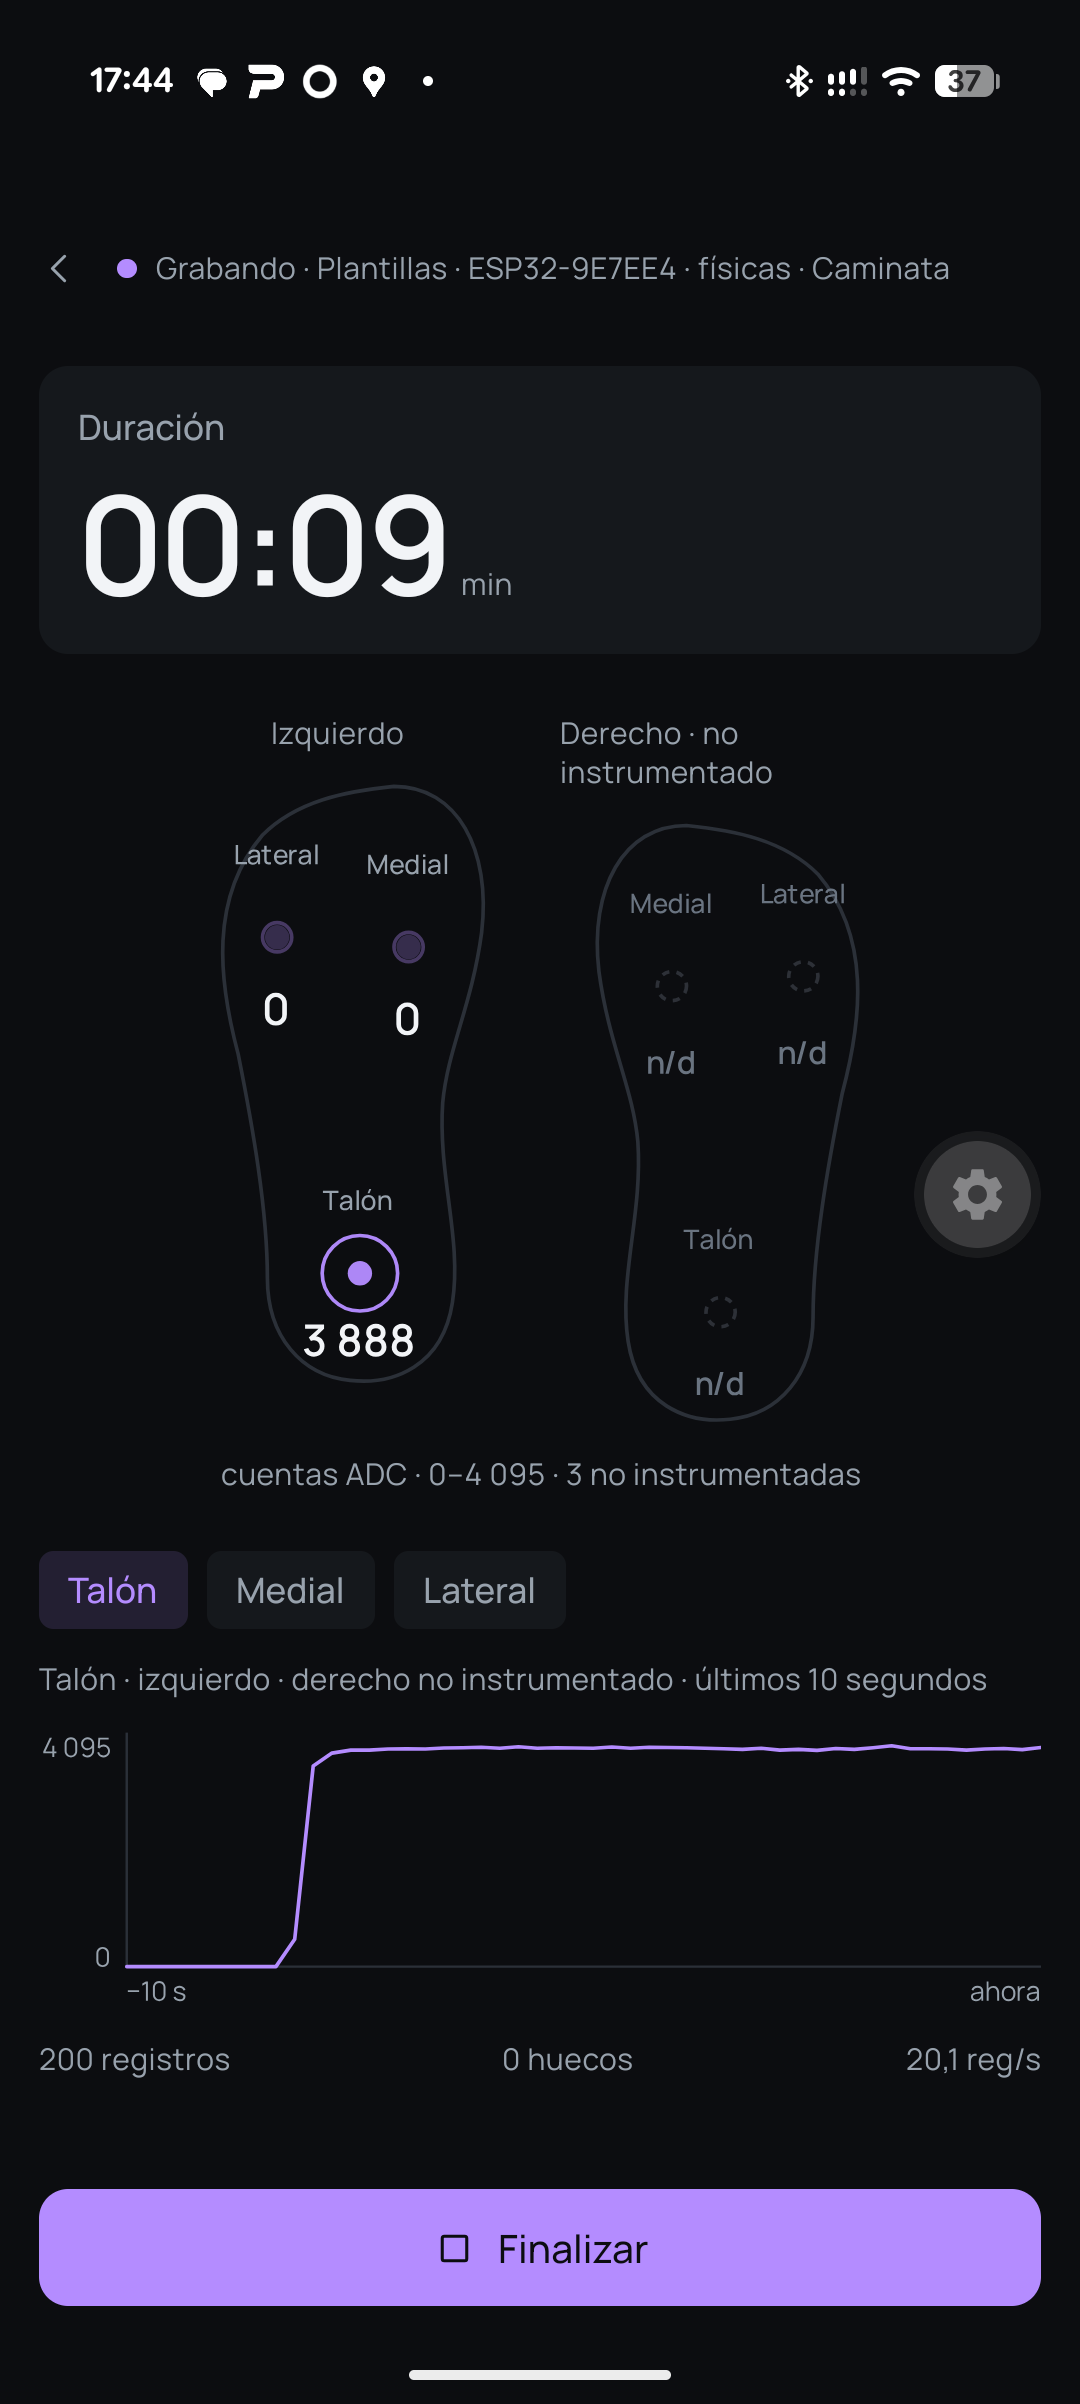 17:44
37
Grabando · Plantillas · ESP32-9E7EE4 · físicas · Caminata
Duración
00:09 min
Izquierdo
Derecho · no
instrumentado
Lateral
Medial
0
0
Talón
3 888
Medial
Lateral
n/d
n/d
Talón
n/d
cuentas ADC · 0–4 095 · 3 no instrumentadas
Talón
Medial
Lateral
Talón · izquierdo · derecho no instrumentado · últimos 10 segundos
4 095
0
−10 s
ahora
200 registros
0 huecos
20,1 reg/s
Finalizar